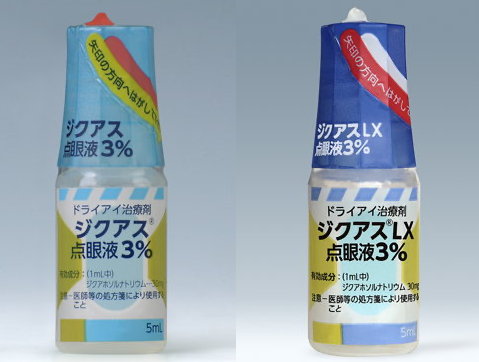 矢印の方向へはがして
ジクアス
点眼液3%
ドライアイ治療剤
ジクアス®
点眼液3%
有効成分:(1mL中)
ジクアホソルナトリウム…30mg
注意-医師等の処方箋により使用する
こと
5mL
矢印の方向へはがして
ジクアスLX
点眼液3%
ドライアイ治療剤
ジクアス®LX
点眼液3%
有効成分:(1mL中)
ジクアホソルナトリウム 30mg
注意-医師等の処方箋により使用する
こと
5mL